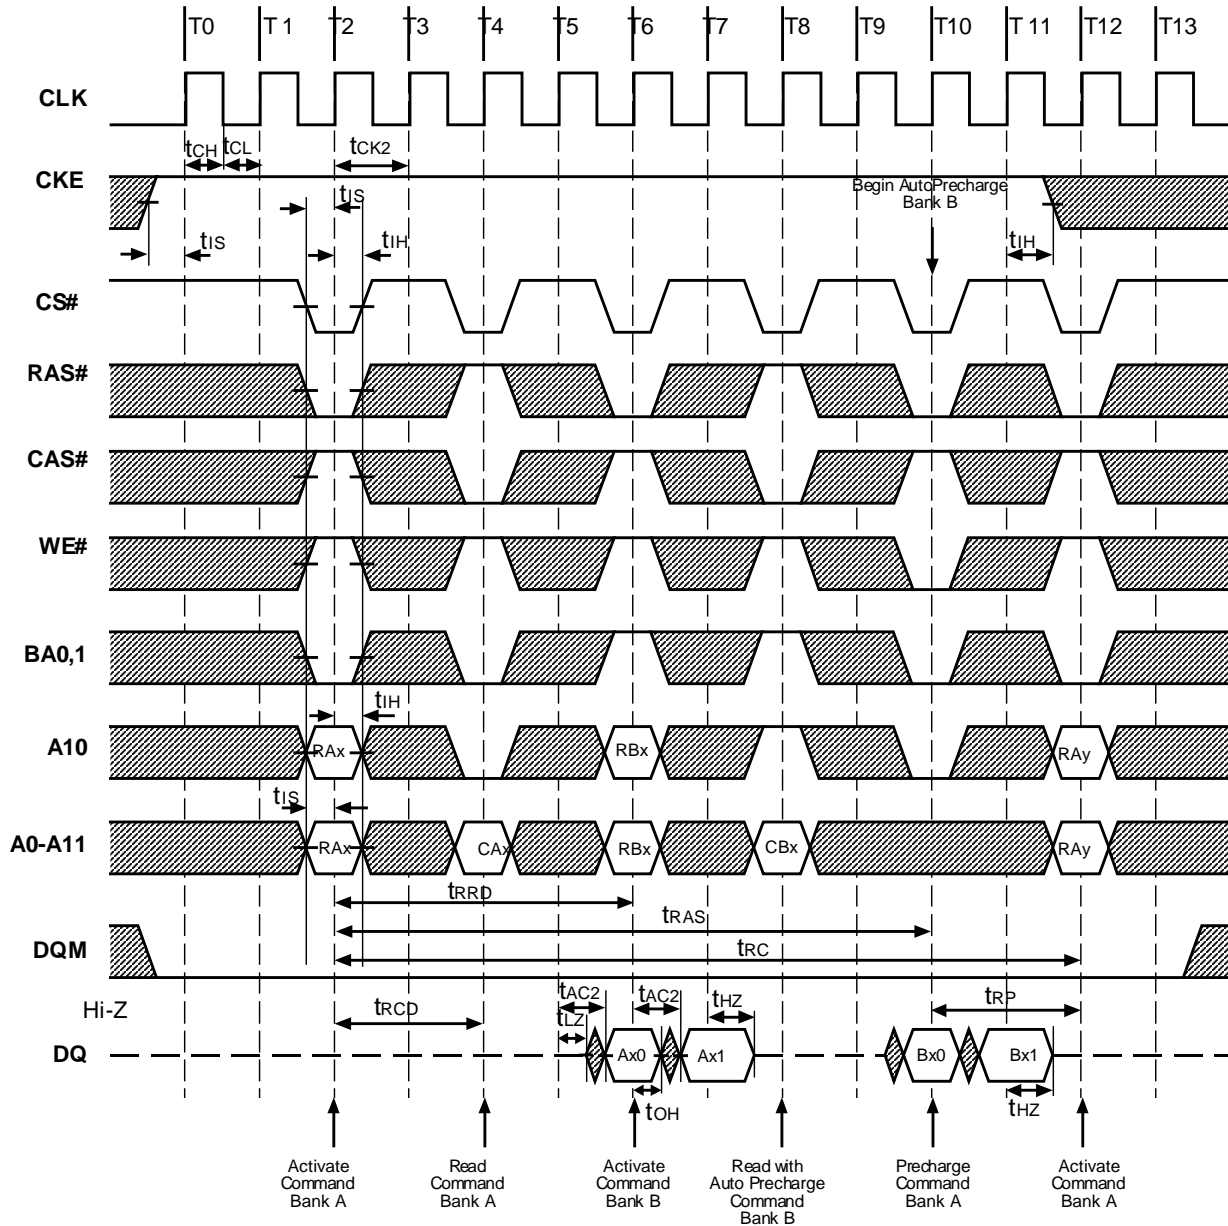 T0 T 1 T2 T3 T4 T5 T6 T7 T8 T9 T10 T 11 T12 T13
CLK
tCH tCL tCK2
CKE
tIS
Begin AutoPrecharge
Bank B
tIS tIH tIH
CS#
RAS#
CAS#
WE#
BA0,1
tIH
A10 RAx RBx RAy
tIS
A0-A11 RAx CAx RBx CBx RAy
tRRD
tRAS
DQM
tRC
Hi-Z tRCD tAC2 tAC2 tHZ tRP
tLZ
DQ Ax0 Ax1 Bx0 Bx1
tOH tHZ
Activate
Command
Bank A
Read
Command
Bank A
Activate
Command
Bank B
Read with
Auto Precharge
Command
Bank B
Precharge
Command
Bank A
Activate
Command
Bank A